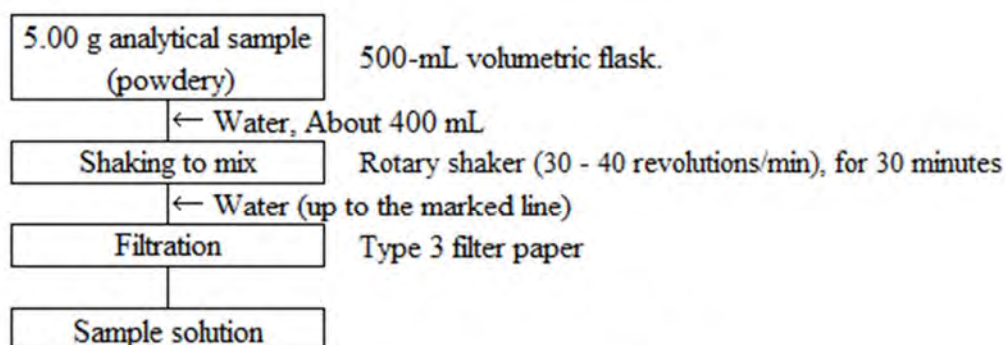 5.00 g analytical sample
(powdery)
500-mL volumetric flask.
← Water, About 400 mL
Shaking to mix
Rotary shaker (30 - 40 revolutions/min), for 30 minutes
← Water (up to the marked line)
Filtration
Type 3 filter paper
Sample solution